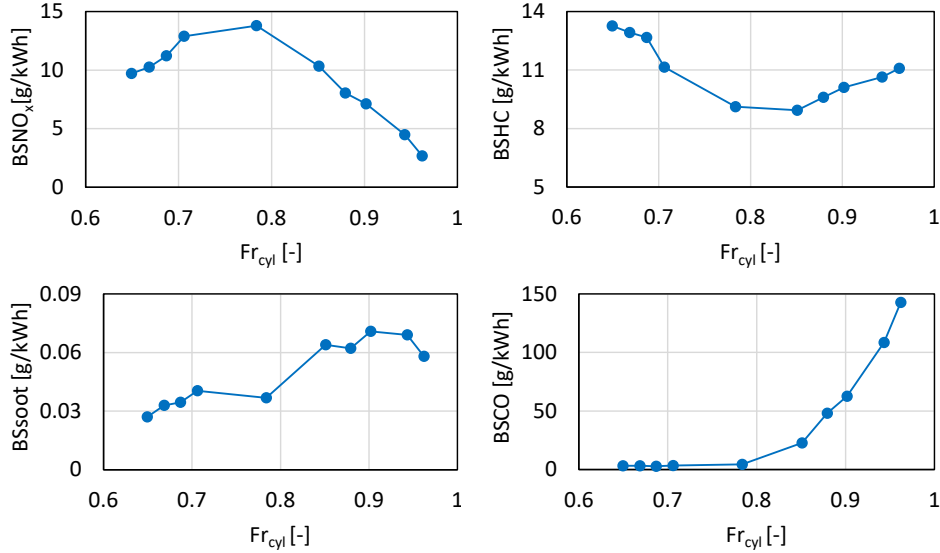 BSNOx[g/kWh]
15
10
5
0
0.6 0.7 0.8 0.9 1
Frcyl [-]
BSHC [g/kWh]
14
11
8
5
0.6 0.7 0.8 0.9 1
Frcyl [-]
BSsoot [g/kWh]
0.09
0.06
0.03
0
0.6 0.7 0.8 0.9 1
Frcyl [-]
BSCO [g/kWh]
150
100
50
0
0.6 0.7 0.8 0.9 1
Frcyl [-]